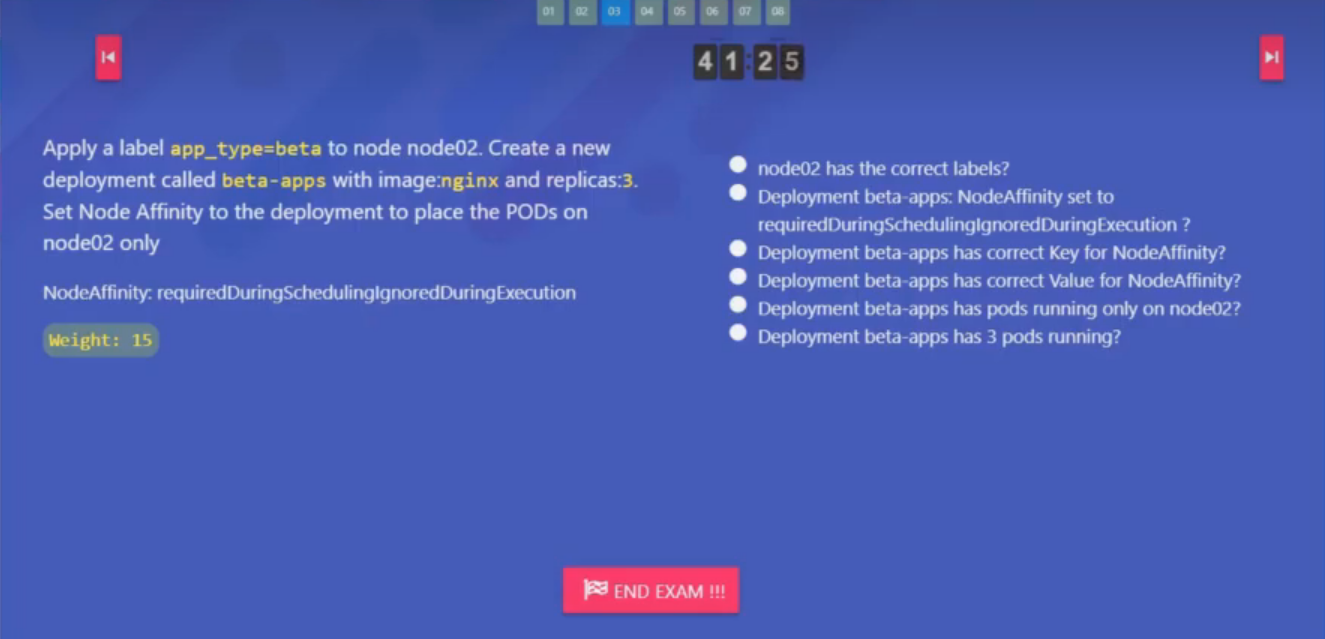 01 02 03 04 05 06 07 08
41:25
Apply a label app_type=beta to node node02. Create a new
deployment called beta-apps with image:nginx and replicas:3.
Set Node Affinity to the deployment to place the PODs on
node02 only
NodeAffinity: requiredDuringSchedulingIgnoredDuringExecution
Weight: 15
node02 has the correct labels?
Deployment beta-apps: NodeAffinity set to
requiredDuringSchedulingIgnoredDuringExecution ?
Deployment beta-apps has correct Key for NodeAffinity?
Deployment beta-apps has correct Value for NodeAffinity?
Deployment beta-apps has pods running only on node02?
Deployment beta-apps has 3 pods running?
END EXAM !!!